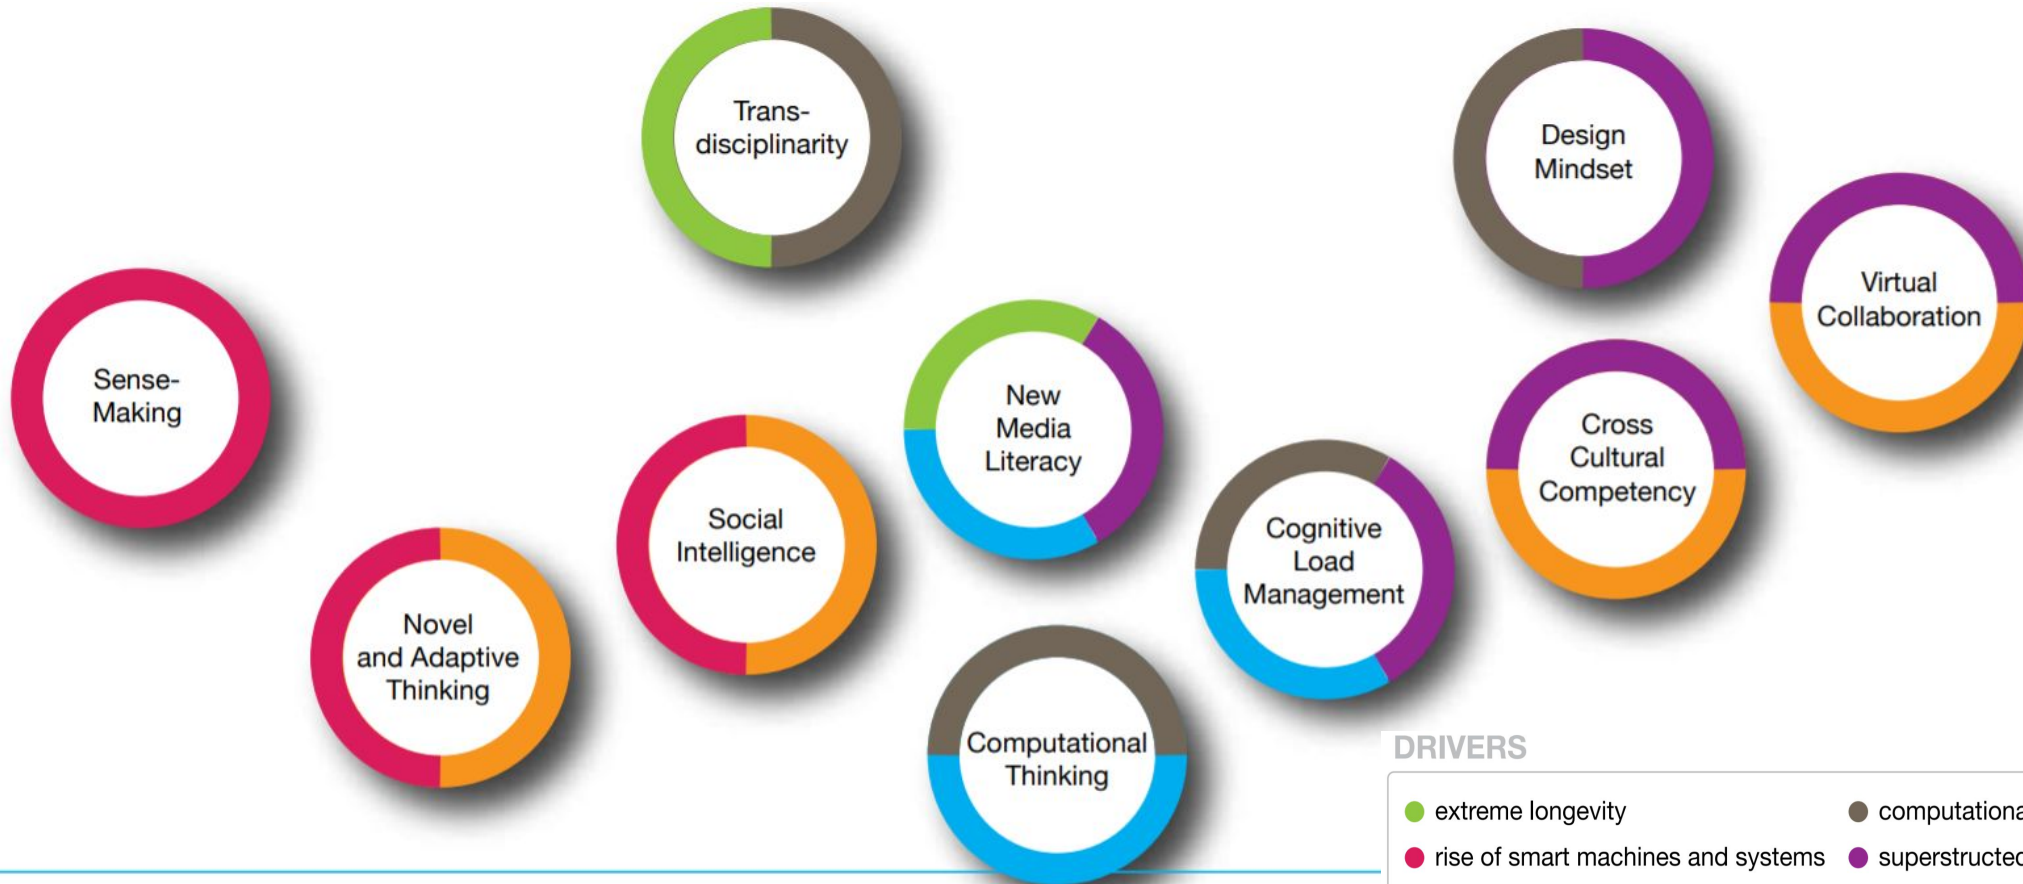 Trans-
disciplinarity
Design
Mindset
Virtual
Collaboration
Sense-
Making
New
Media
Literacy
Cross
Cultural
Competency
Social
Intelligence
Cognitive
Load
Management
Novel
and Adaptive
Thinking
Computational
Thinking
DRIVERS
extreme longevity
rise of smart machines and systems